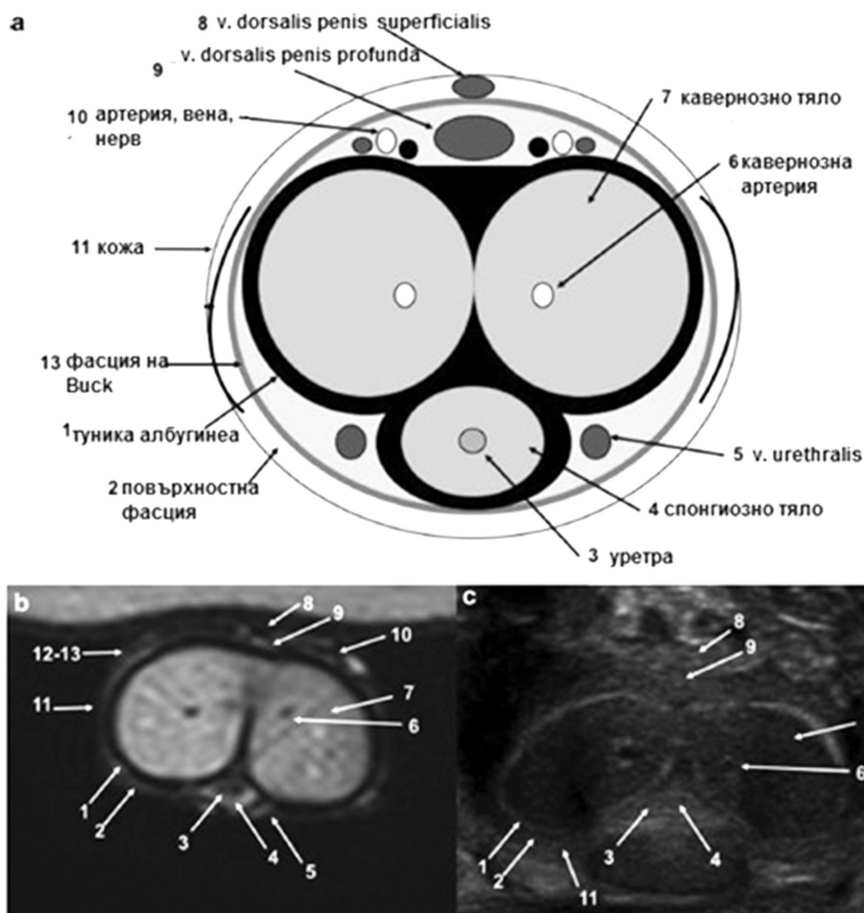 a
8 v. dorsalis penis superficialis
v. dorsalis penis profunda
9
10 артерия, вена,
нерв
7 кавернозно тяло
6 кавернозна
артерия
11 кожа
13 фасция на
Buck
1 туника албугинеа
2 повърхностна
фасция
5 v. urethralis
4 спонгиозно тяло
3 уретра
b
8
9
10
12-13
11
7
6
1
2
3
4
5
c
8
9
6
1
2
3
4
11